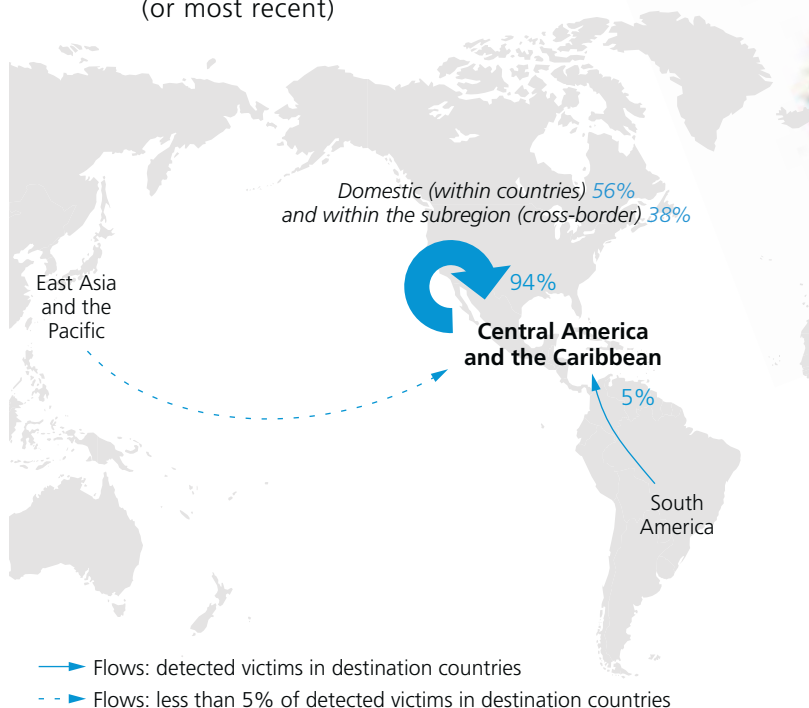 (or most recent)
Domestic (within countries) 56%
and within the subregion (cross-border) 38%
East Asia
and the
Pacific
94%
Central America
and the Caribbean
5%
South
America
Flows: detected victims in destination countries
Flows: less than 5% of detected victims in destination countries